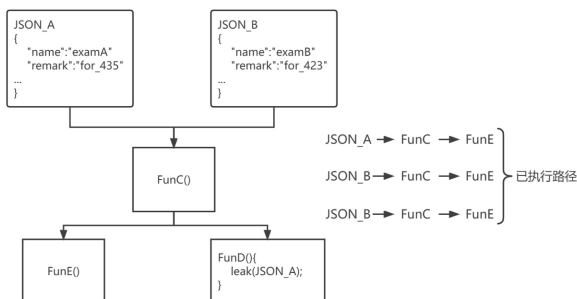 JSON_A
{
"name":"examA"
"remark":"for_435"
...
}
JSON_B
{
"name":"examB"
"remark":"for_423"
...
}
FunC()
FunE()
FunD(){
leak(JSON_A);
}
JSON_A FunC FunE
JSON_B FunC FunE
JSON_B FunC FunE
已执行路径